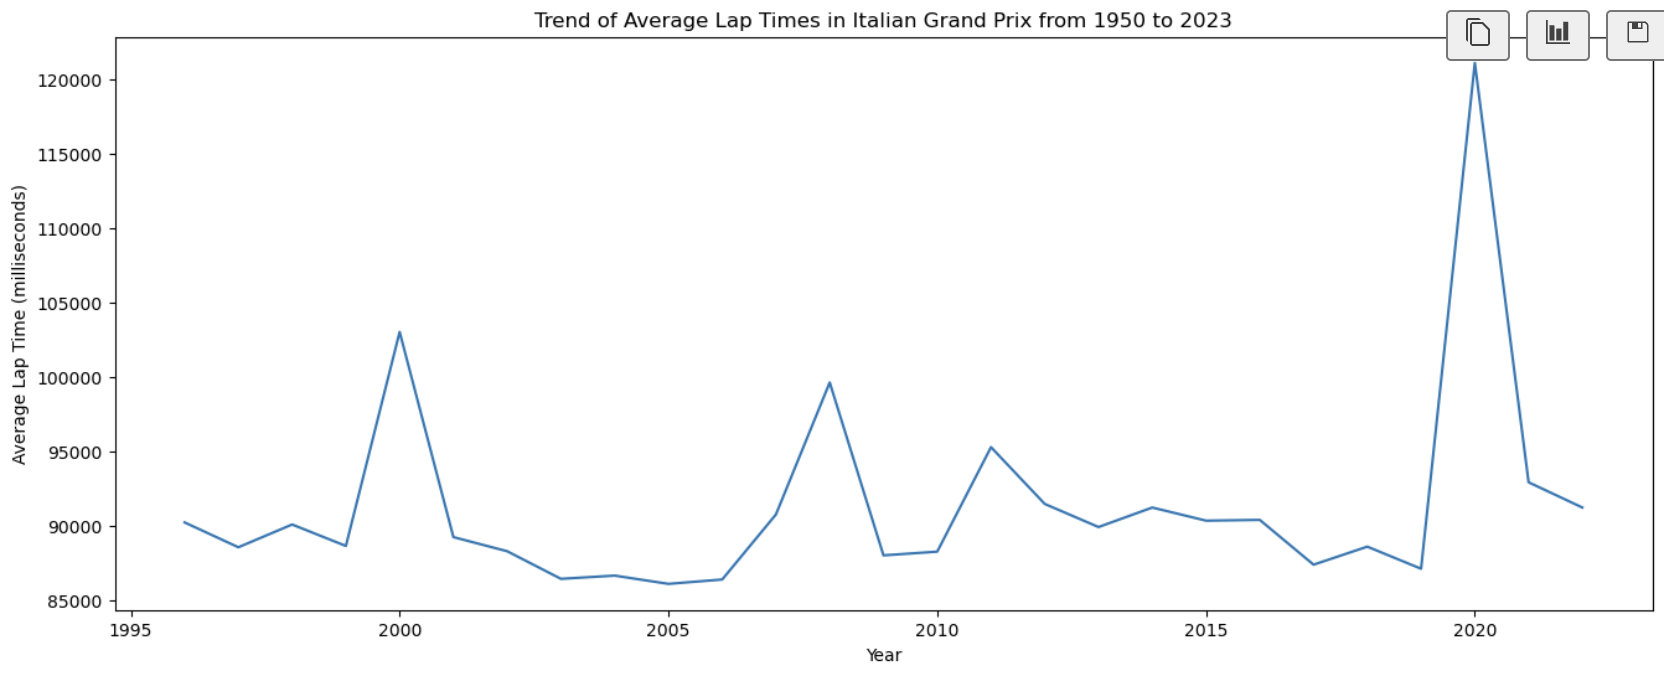 Trend of Average Lap Times in Italian Grand Prix from 1950 to 2023
Average Lap Time (milliseconds)
120000
115000
110000
105000
100000
95000
90000
85000
1995 2000 2005 2010 2015 2020
Year